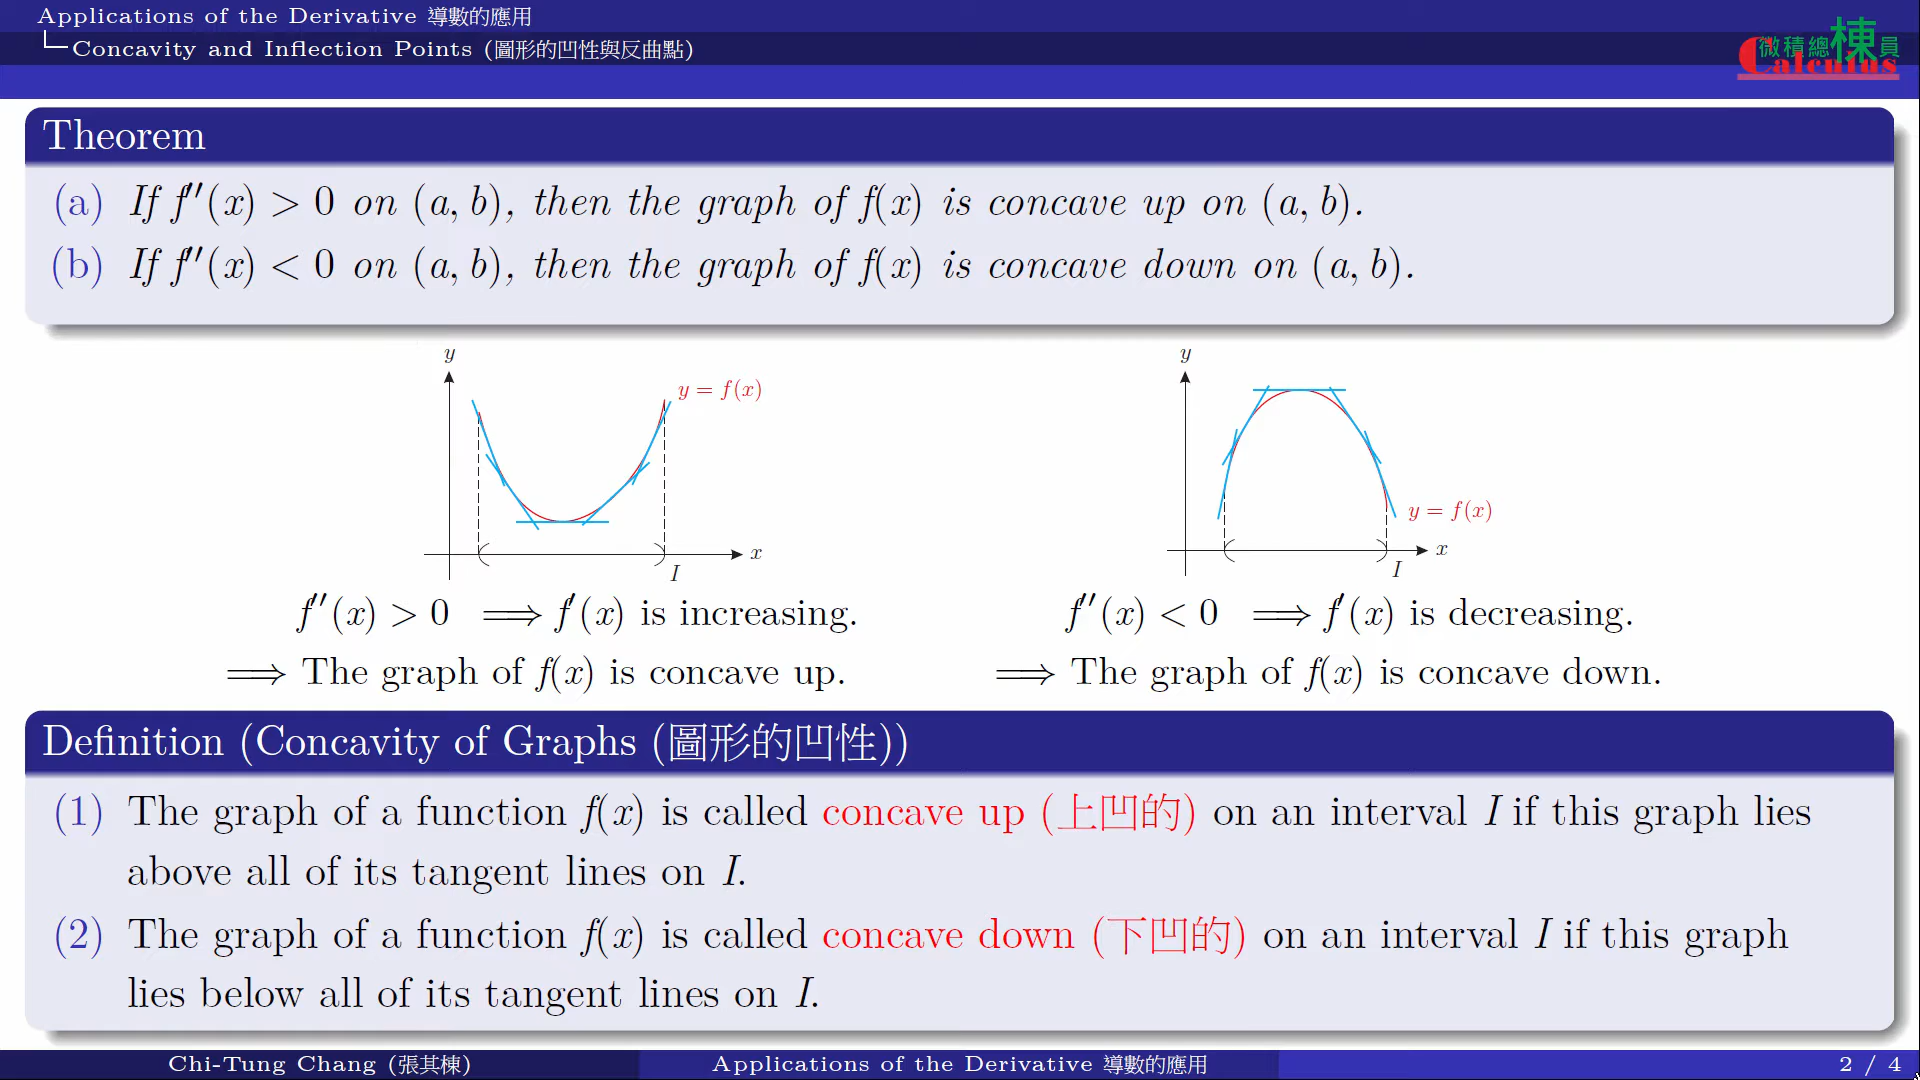 Applications of the Derivative 導數的應用
Concavity and Inflection Points (圖形的凹性與反曲點)
微積總棟員
Calculus
Theorem
(a) If f″(x) > 0 on (a, b), then the graph of f(x) is concave up on (a, b).
(b) If f″(x) < 0 on (a, b), then the graph of f(x) is concave down on (a, b).
y
y = f(x)
x
I
y
y = f(x)
x
I
f″(x) > 0 ⟹ f′(x) is increasing.
⟹ The graph of f(x) is concave up.
f″(x) < 0 ⟹ f′(x) is decreasing.
⟹ The graph of f(x) is concave down.
Definition (Concavity of Graphs (圖形的凹性))
(1) The graph of a function f(x) is called concave up (上凹的) on an interval I if this graph lies
above all of its tangent lines on I.
(2) The graph of a function f(x) is called concave down (下凹的) on an interval I if this graph
lies below all of its tangent lines on I.
Chi-Tung Chang (張其棟)
Applications of the Derivative 導數的應用
2 / 4